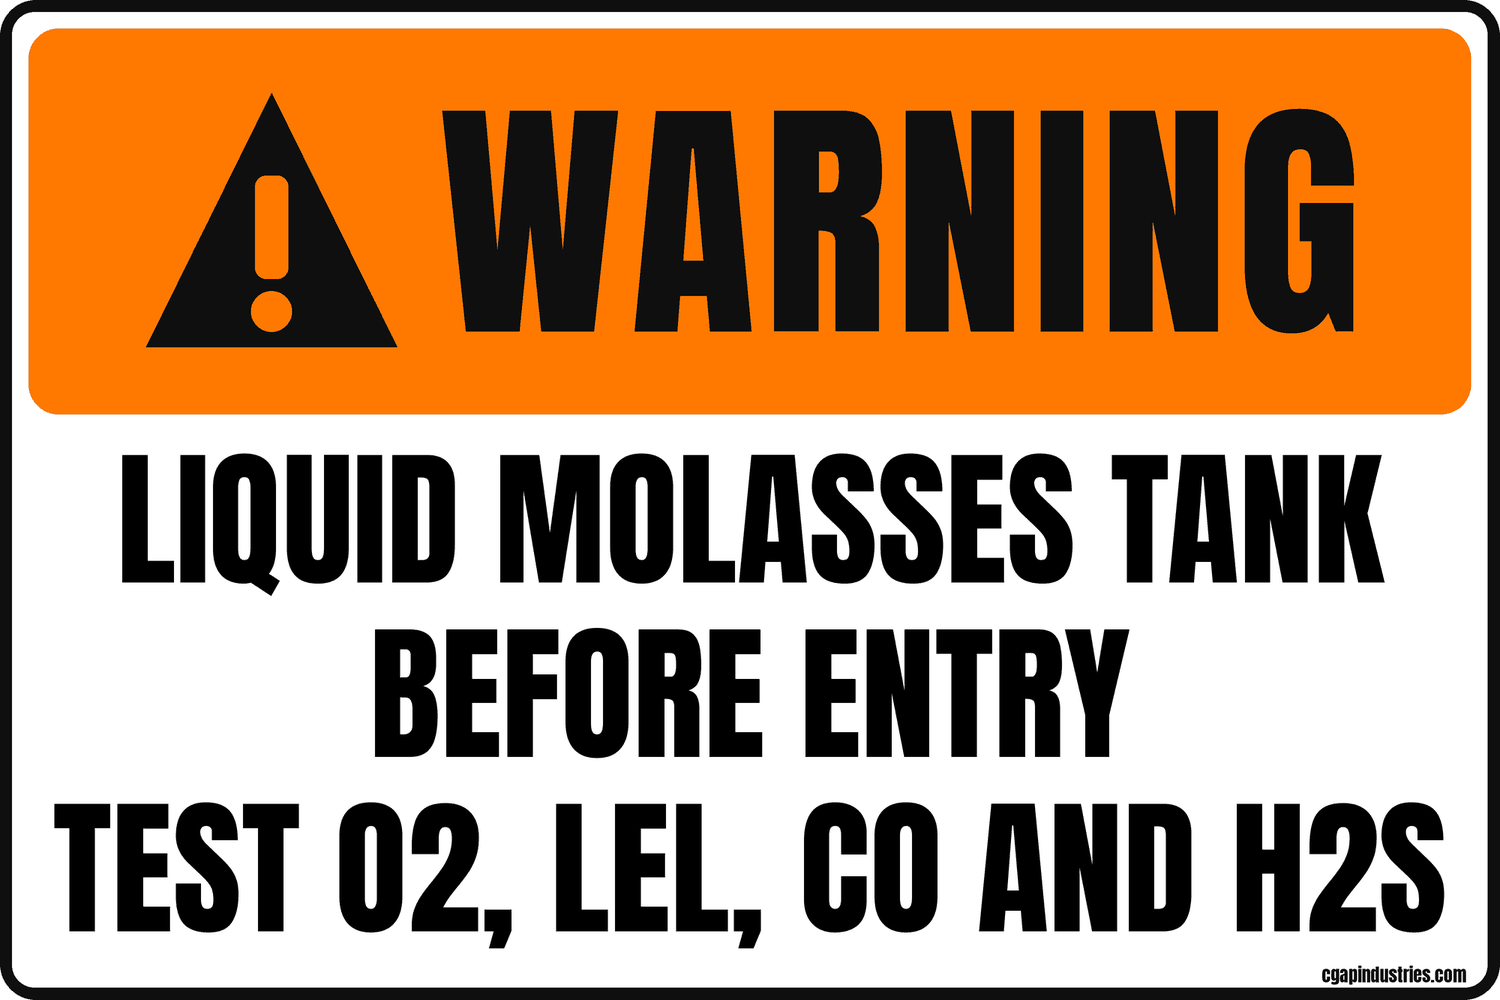 WARNING
LIQUID MOLASSES TANK
BEFORE ENTRY
TEST O2, LEL, CO AND H2S
cgapindustries.com